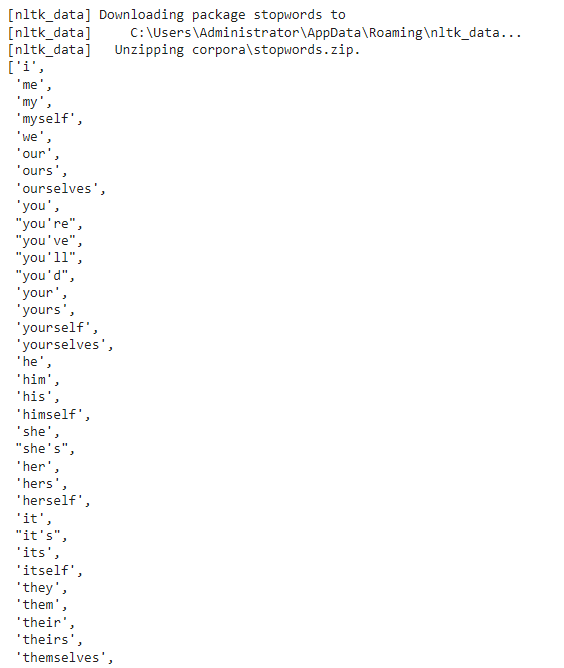 [nltk_data] Downloading package stopwords to
[nltk_data]     C:\Users\Administrator\AppData\Roaming\nltk_data...
[nltk_data]   Unzipping corpora\stopwords.zip.
['i',
 'me',
 'my',
 'myself',
 'we',
 'our',
 'ours',
 'ourselves',
 'you',
 "you're",
 "you've",
 "you'll",
 "you'd",
 'your',
 'yours',
 'yourself',
 'yourselves',
 'he',
 'him',
 'his',
 'himself',
 'she',
 "she's",
 'her',
 'hers',
 'herself',
 'it',
 "it's",
 'its',
 'itself',
 'they',
 'them',
 'their',
 'theirs',
 'themselves',